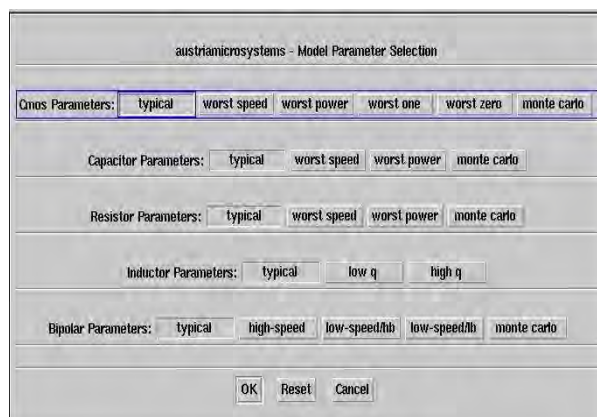 austriamicrosystems - Model Parameter Selection
Cmos Parameters: typical worst speed worst power worst one worst zero monte carlo
Capacitor Parameters: typical worst speed worst power monte carlo
Resistor Parameters: typical worst speed worst power monte carlo
Inductor Parameters: typical low q high q
Bipolar Parameters: typical high-speed low-speed/hb low-speed/lb monte carlo
OK Reset Cancel